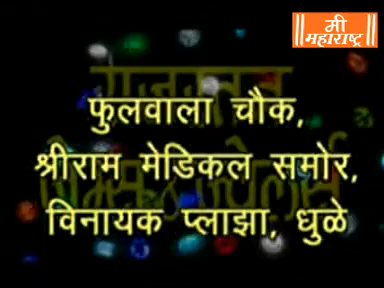 ॥मी॥
महाराष्ट्र
फुलवाला चौक,
श्रीराम मेडिकल समोर,
विनायक प्लाझा, धुळे